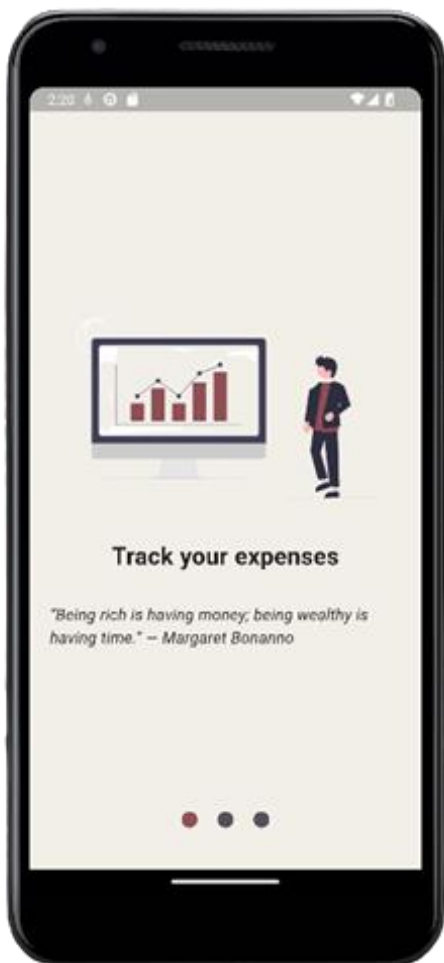 2:20
Track your expenses
"Being rich is having money; being wealthy is
having time." — Margaret Bonanno